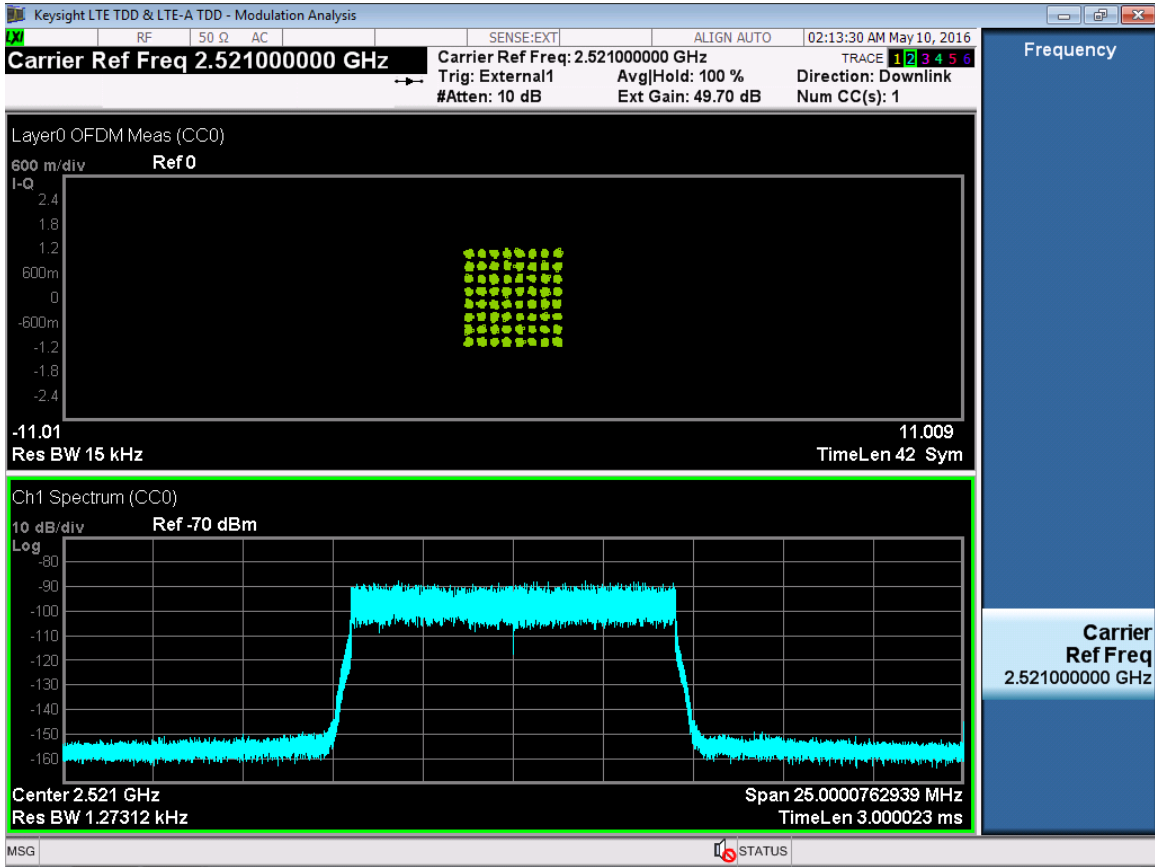 Keysight LTE TDD & LTE-A TDD - Modulation Analysis
LXI RF 50 Ω AC SENSE:EXT ALIGN AUTO 02:13:30 AM May 10, 2016
Carrier Ref Freq 2.521000000 GHz
Carrier Ref Freq: 2.521000000 GHz
Trig: External1 Avg|Hold: 100 %
#Atten: 10 dB Ext Gain: 49.70 dB
TRACE 1 2 3 4 5 6
Direction: Downlink
Num CC(s): 1
Frequency
Layer0 OFDM Meas (CC0)
600 m/div Ref 0
I-Q
2.4
1.8
1.2
600m
0
-600m
-1.2
-1.8
-2.4
-11.01 11.009
Res BW 15 kHz TimeLen 42 Sym
Ch1 Spectrum (CC0)
10 dB/div Ref -70 dBm
Log
-80
-90
-100
-110
-120
-130
-140
-150
-160
Center 2.521 GHz Span 25.0000762939 MHz
Res BW 1.27312 kHz TimeLen 3.000023 ms
Carrier
Ref Freq
2.521000000 GHz
MSG STATUS